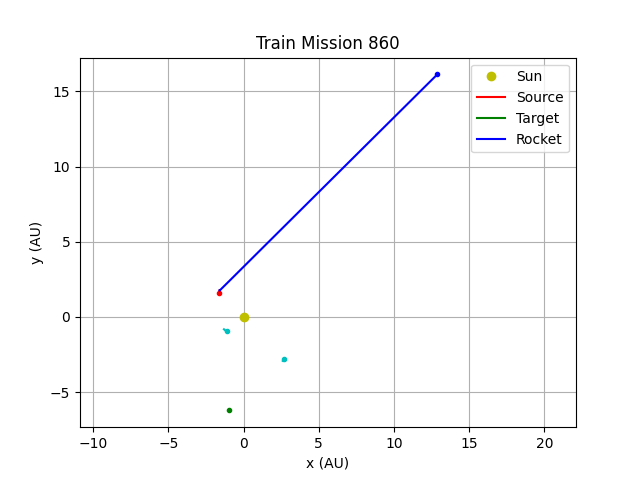 Train Mission 860
Sun
Source
Target
Rocket
15
10
5
0
−5
y (AU)
−10
−5
0
5
10
15
20
x (AU)